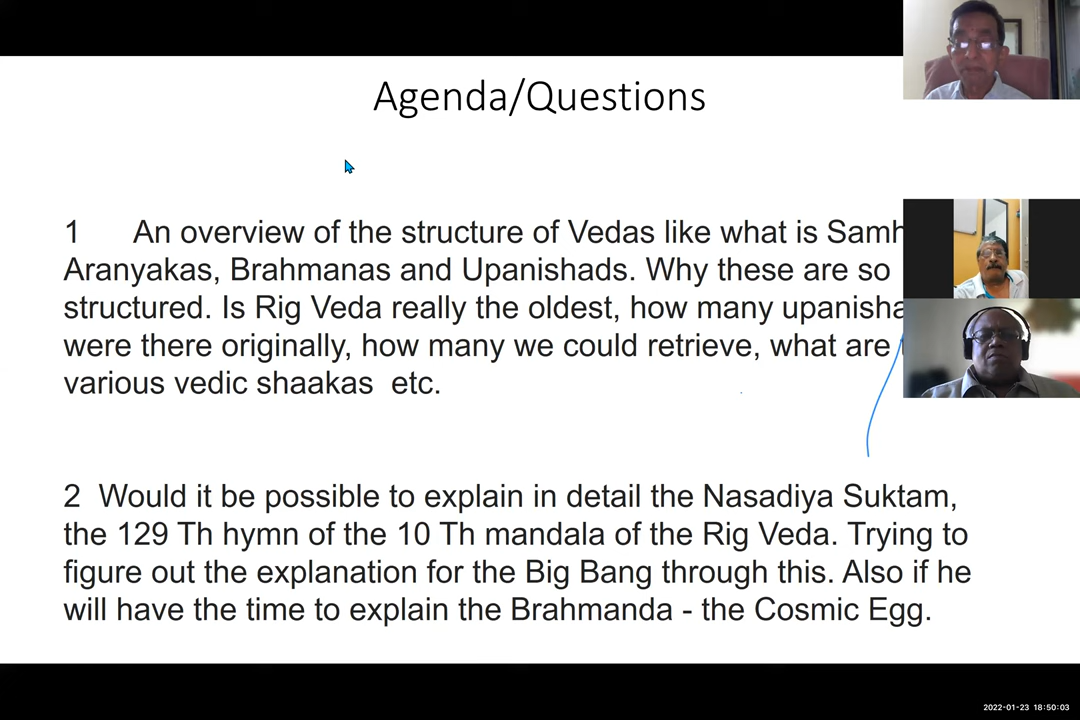 Agenda/Questions
1 An overview of the structure of Vedas like what is
Aranyakas, Brahmanas and Upanishads. Why these are so
structured. Is Rig Veda really the oldest, how many
were there originally, how many we could retrieve, what are
various vedic shaakas etc.
2 Would it be possible to explain in detail the Nasadiya Suktam,
the 129 Th hymn of the 10 Th mandala of the Rig Veda. Trying to
figure out the explanation for the Big Bang through this. Also if he
will have the time to explain the Brahmanda - the Cosmic Egg.
2022-01-23 18:50:03